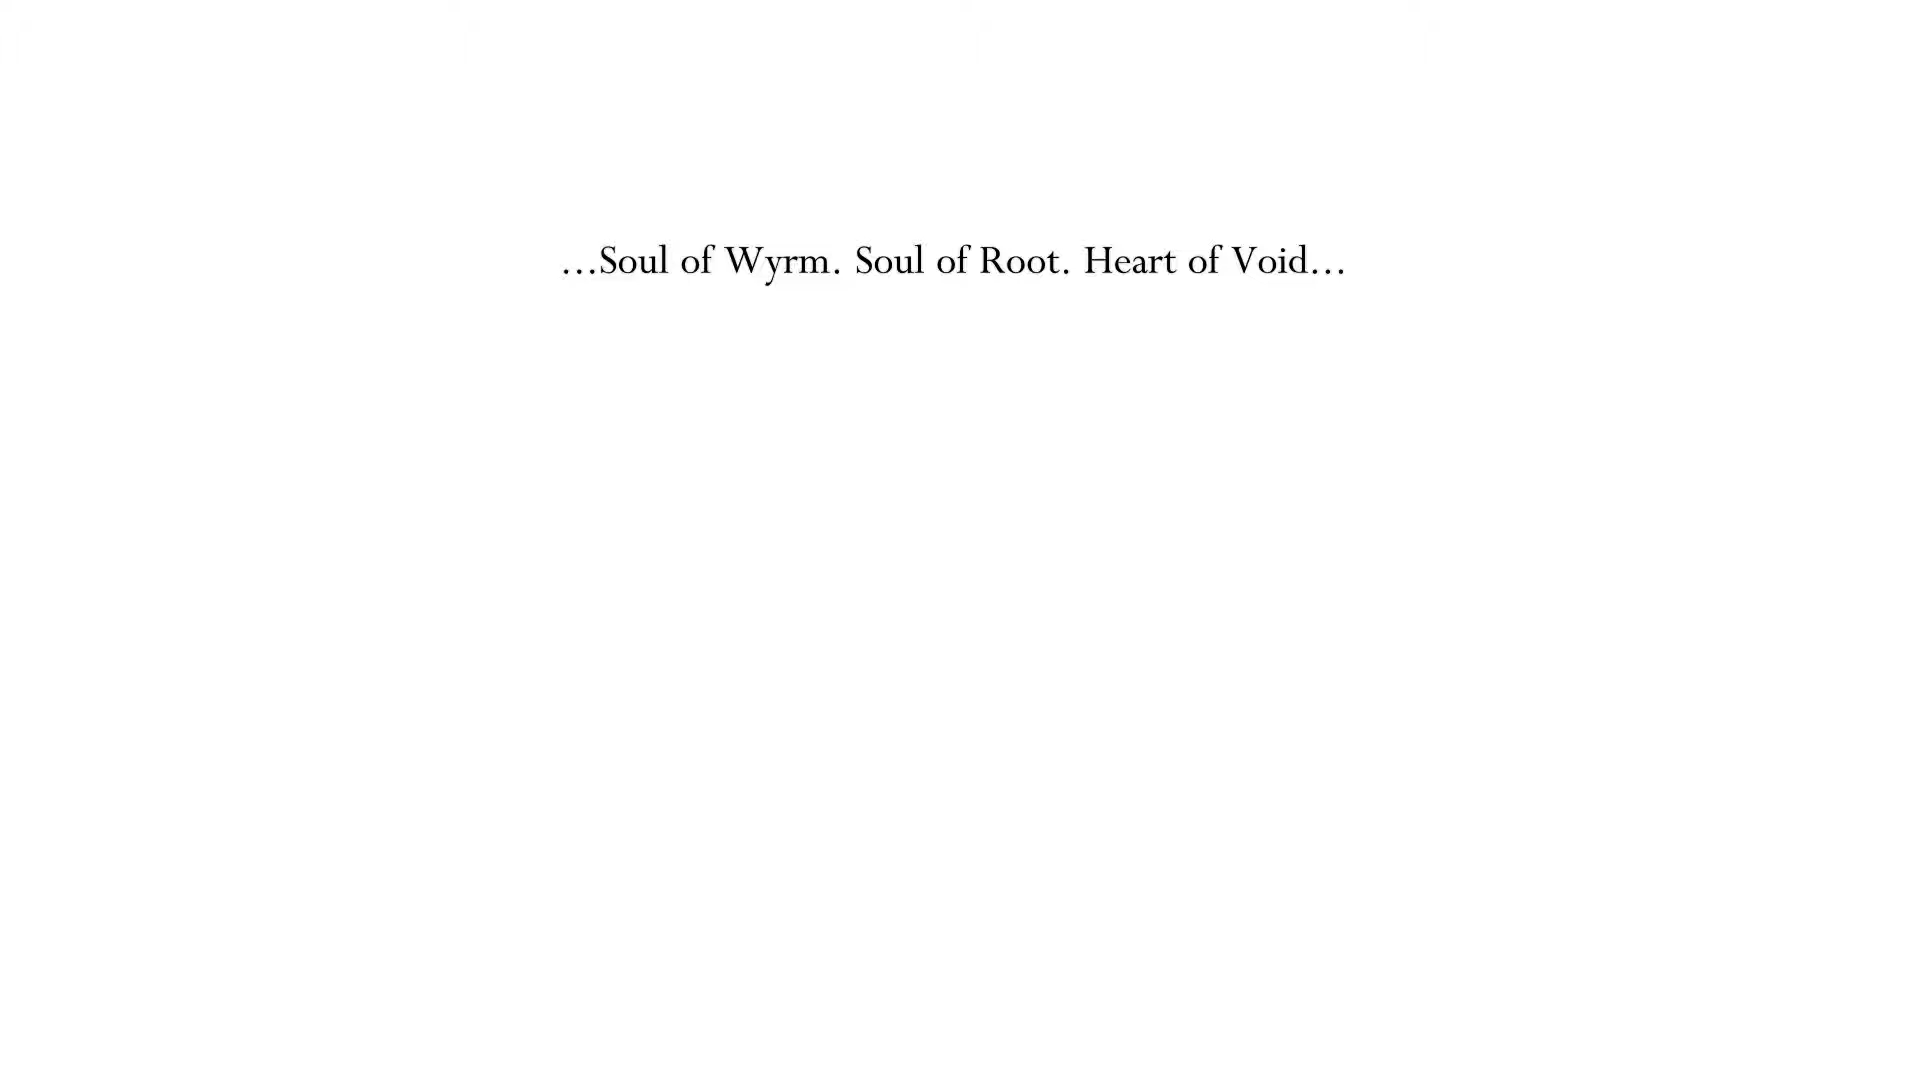 …Soul of Wyrm. Soul of Root. Heart of Void…